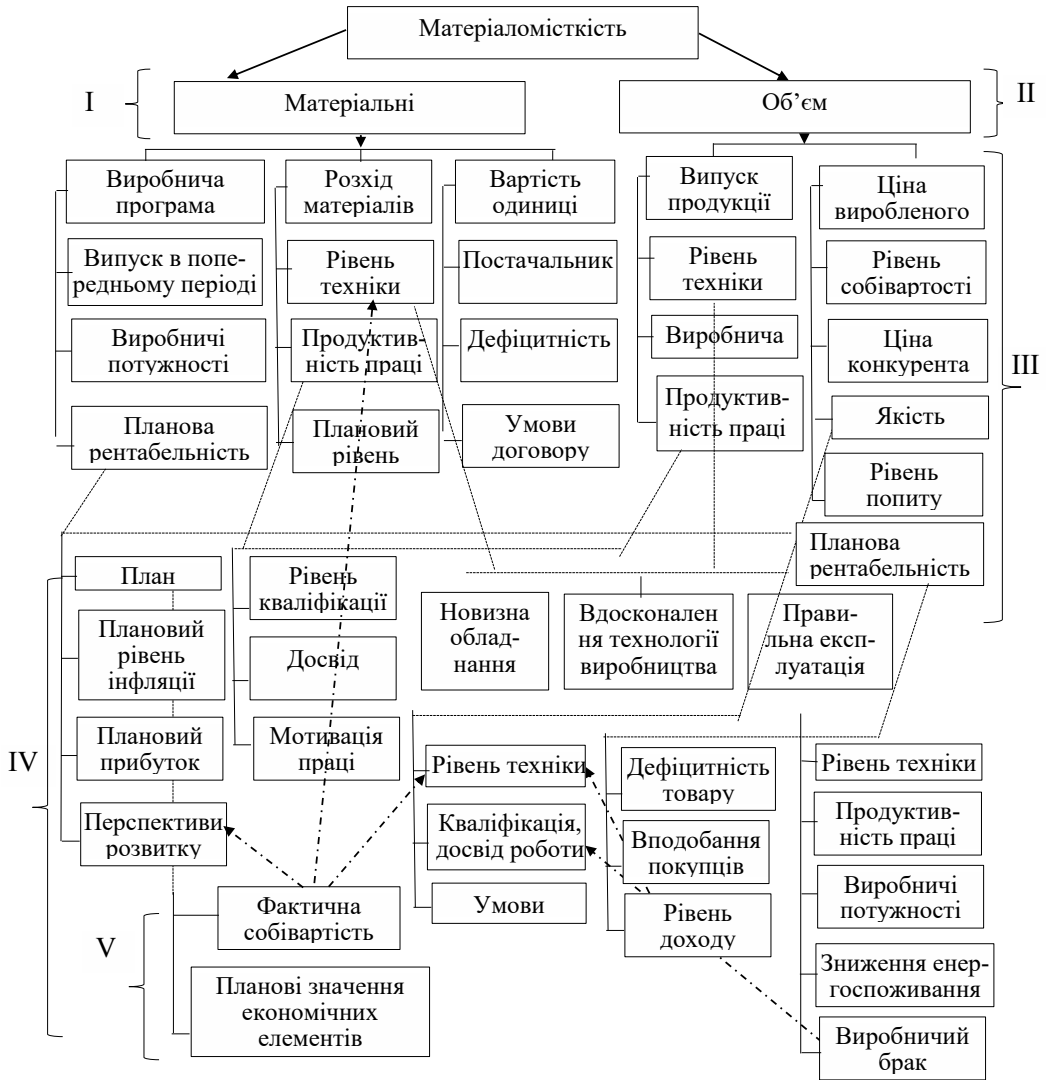 Матеріаломісткість
I
Матеріальні
Об’єм
II
Виробнича
програма
Розхід
матеріалів
Вартість
одиниці
Випуск
продукції
Ціна
виробленого
Випуск в попе-
редньому періоді
Рівень
техніки
Постачальник
Рівень
техніки
Рівень
собівартості
Виробничі
потужності
Продуктив-
ність праці
Дефіцитність
Виробнича
Ціна
конкурента
III
Планова
рентабельність
Плановий
рівень
Умови
договору
Продуктив-
ність праці
Якість
Рівень
попиту
Планова
рентабельність
План
Рівень
кваліфікації
Новизна
облад-
нання
Вдосконален
ня технології
виробництва
Прави-
льна експ-
луатація
Плановий
рівень
інфляції
Досвід
IV
Плановий
прибуток
Мотивація
праці
Рівень техніки
Дефіцитність
товару
Рівень техніки
Перспективи
розвитку
Кваліфікація,
досвід роботи
Вподобання
покупців
Продуктив-
ність праці
V
Фактична
собівартість
Умови
Рівень
доходу
Виробничі
потужності
Планові значення
економічних
елементів
Зниження енер-
госпоживання
Виробничий
брак